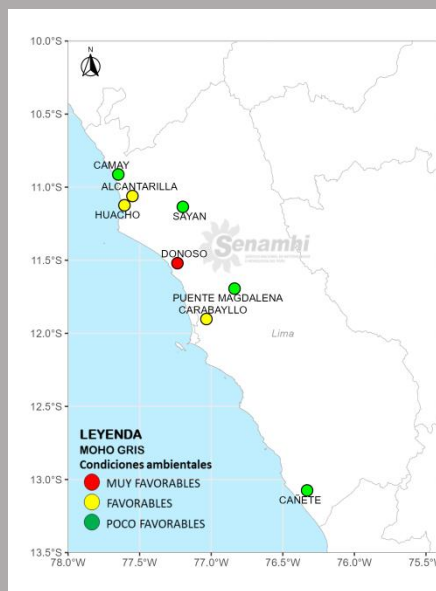 10.0°S
N
10.5°S
CAMAY
11.0°S
ALCANTARILLA
HUACHO
SAYAN
DONOSO
Senamhi
11.5°S
PUENTE MAGDALENA
CARABAYLLO
12.0°S
Lima
12.5°S
LEYENDA
MOHO GRIS
Condiciones ambientales
13.0°S
MUY FAVORABLES
CAÑETE
FAVORABLES
POCO FAVORABLES
13.5°S
78.0°W 77.5°W 77.0°W 76.5°W 76.0°W